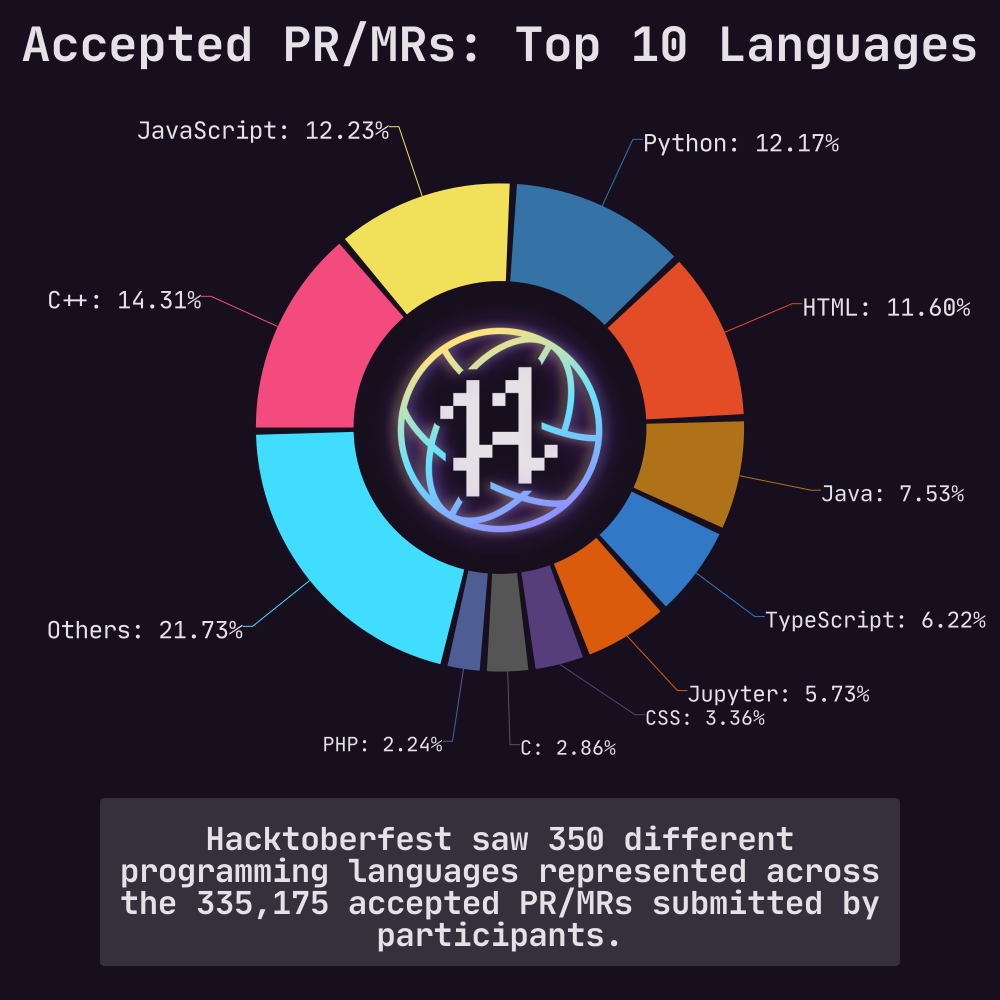 Accepted PR/MRs: Top 10 Languages
JavaScript: 12.23%
Python: 12.17%
C++: 14.31%
HTML: 11.60%
Java: 7.53%
Others: 21.73%
TypeScript: 6.22%
Jupyter: 5.73%
CSS: 3.36%
PHP: 2.24%
C: 2.86%
Hacktoberfest saw 350 different
programming languages represented across
the 335,175 accepted PR/MRs submitted by
participants.